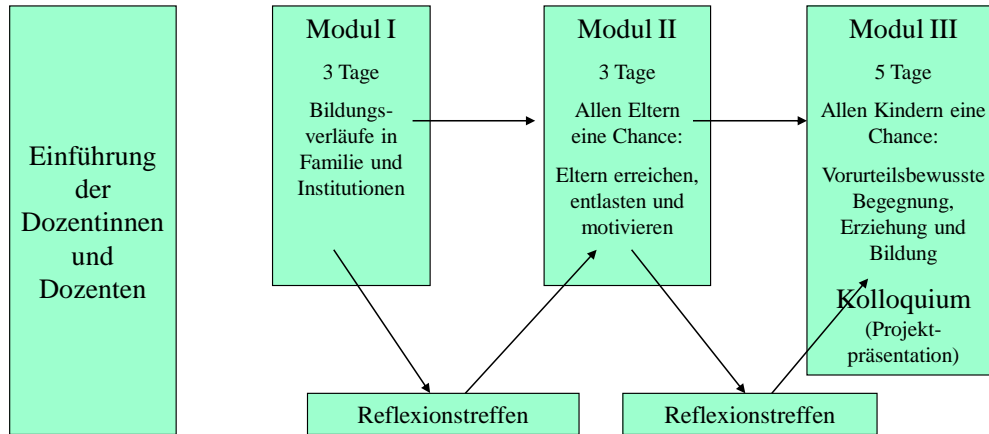 Einführung
der
Dozentinnen
und
Dozenten
Modul I
3 Tage
Bildungs-
verläufe in
Familie und
Institutionen
Modul II
3 Tage
Allen Eltern
eine Chance:
Eltern erreichen,
entlasten und
motivieren
Modul III
5 Tage
Allen Kindern eine
Chance:
Vorurteilsbewusste
Begegnung,
Erziehung und
Bildung
Kolloquium
(Projekt-
präsentation)
Reflexionstreffen
Reflexionstreffen